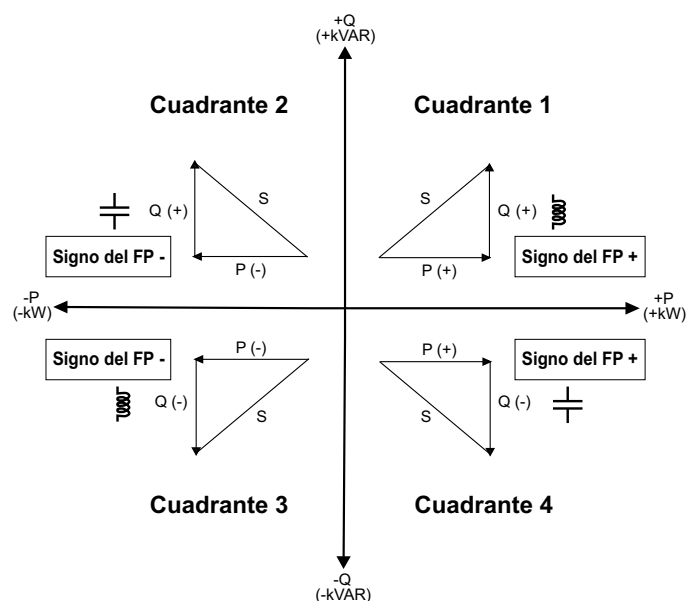 +Q
(+kVAR)
Cuadrante 2
Cuadrante 1
Q (+)
S
S
Q (+)
Signo del FP -
P (-)
P (+)
Signo del FP +
-P
(-kW)
+P
(+kW)
Signo del FP -
P (-)
P (+)
Signo del FP +
Q (-)
S
S
Q (-)
Cuadrante 3
Cuadrante 4
-Q
(-kVAR)